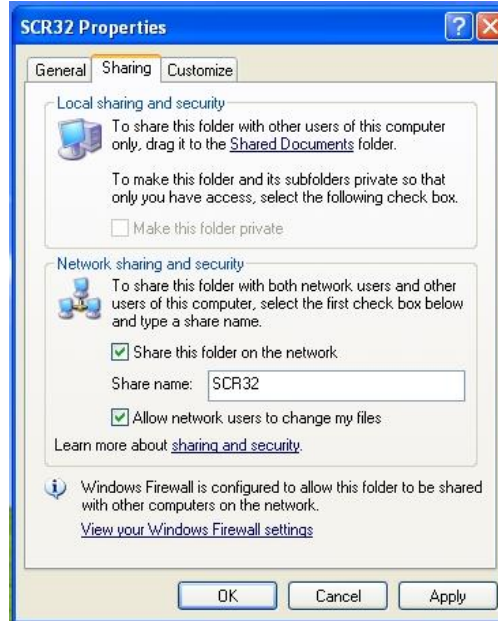 SCR32 Properties
General Sharing Customize
Local sharing and security
To share this folder with other users of this computer
only, drag it to the Shared Documents folder.
To make this folder and its subfolders private so that
only you have access, select the following check box.
Make this folder private
Network sharing and security
To share this folder with both network users and other
users of this computer, select the first check box below
and type a share name.
Share this folder on the network
Share name: SCR32
Allow network users to change my files
Learn more about sharing and security.
Windows Firewall is configured to allow this folder to be shared
with other computers on the network.
View your Windows Firewall settings
OK Cancel Apply